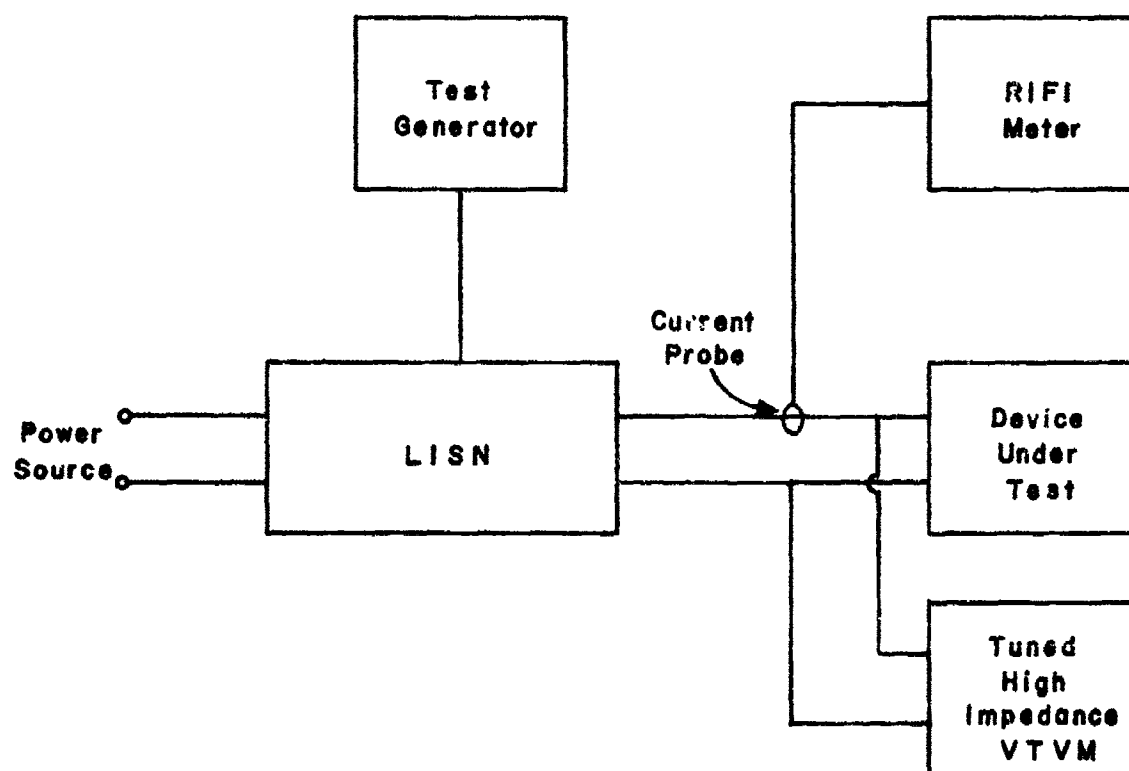 Test
Generator
RIFI
Meter
Current
Probe
Power
Source
LISN
Device
Under
Test
Tuned
High
Impedance
VTVM